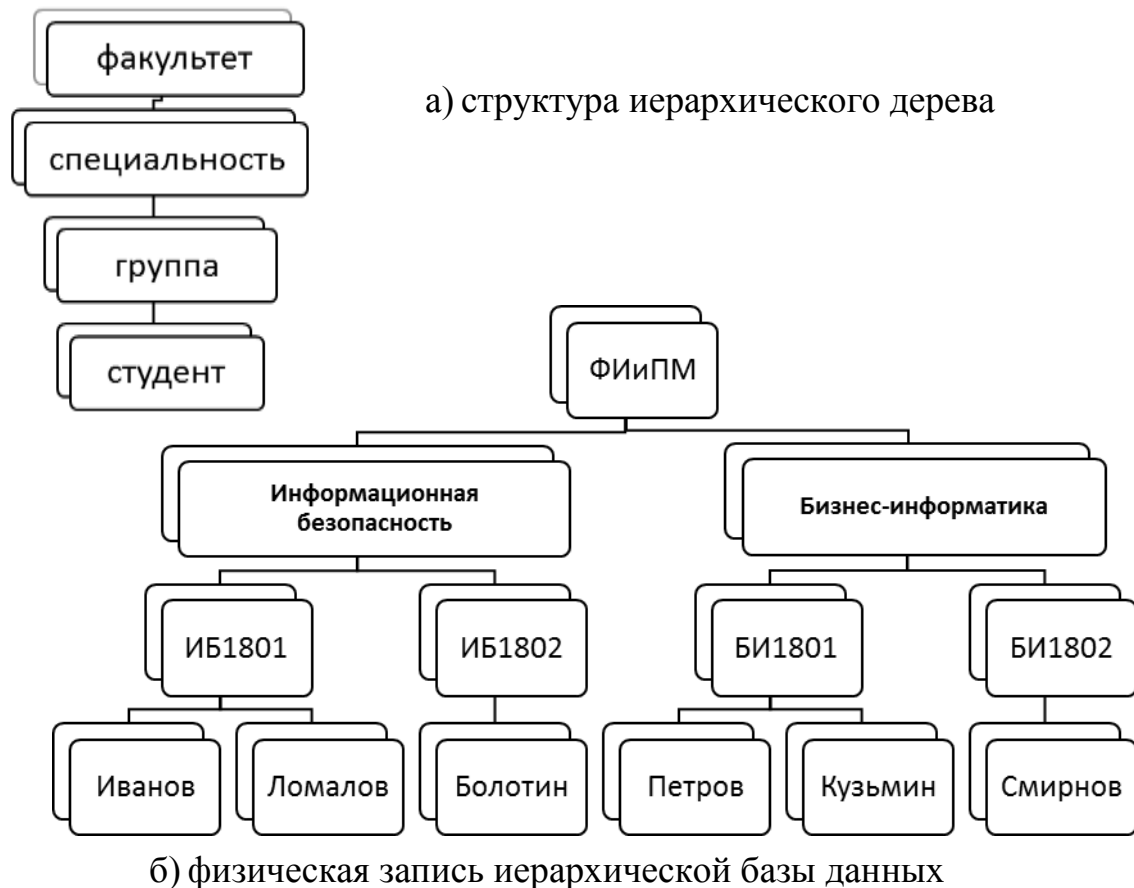 факультет
а) структура иерархического дерева
специальность
группа
студент
ФИиПМ
Информационная
безопасность
Бизнес-информатика
ИБ1801
ИБ1802
БИ1801
БИ1802
Иванов
Ломалов
Болотин
Петров
Кузьмин
Смирнов
б) физическая запись иерархической базы данных